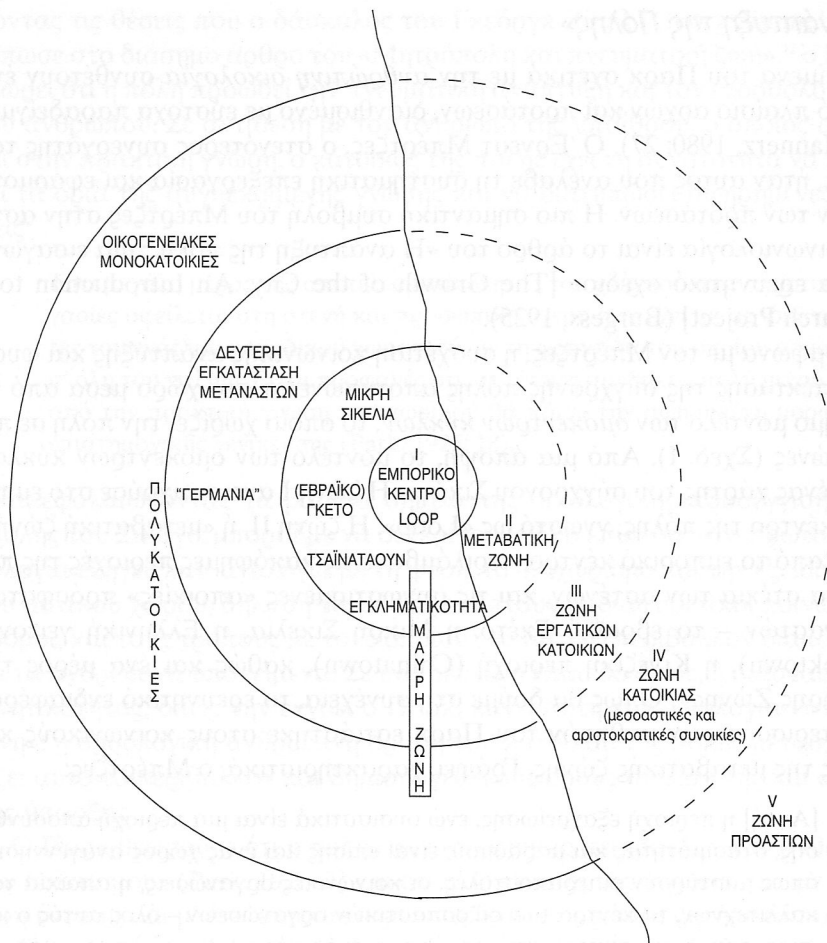 ΟΙΚΟΓΕΝΕΙΑΚΕΣ
ΜΟΝΟΚΑΤΟΙΚΙΕΣ
ΔΕΥΤΕΡΗ
ΕΓΚΑΤΑΣΤΑΣΗ
ΜΕΤΑΝΑΣΤΩΝ
ΜΙΚΡΗ
ΣΙΚΕΛΙΑ
I
ΕΜΠΟΡΙΚΟ
ΚΕΝΤΡΟ
LOOP
"ΓΕΡΜΑΝΙΑ"
(ΕΒΡΑΪΚΟ)
ΓΚΕΤΟ
ΤΣΑΪΝΑΤΑΟΥΝ
ΠΟΛΥΚΑΤΟΙΚΙΕΣ
II
ΜΕΤΑΒΑΤΙΚΗ
ΖΩΝΗ
ΕΓΚΛΗΜΑΤΙΚΟΤΗΤΑ
ΜΑΥΡΗ ΖΩΝΗ
III
ΖΩΝΗ
ΕΡΓΑΤΙΚΩΝ
ΚΑΤΟΙΚΙΩΝ
IV
ΖΩΝΗ
ΚΑΤΟΙΚΙΑΣ
(μεσοαστικές και
αριστοκρατικές συνοικίες)
V
ΖΩΝΗ
ΠΡΟΑΣΤΙΩΝ